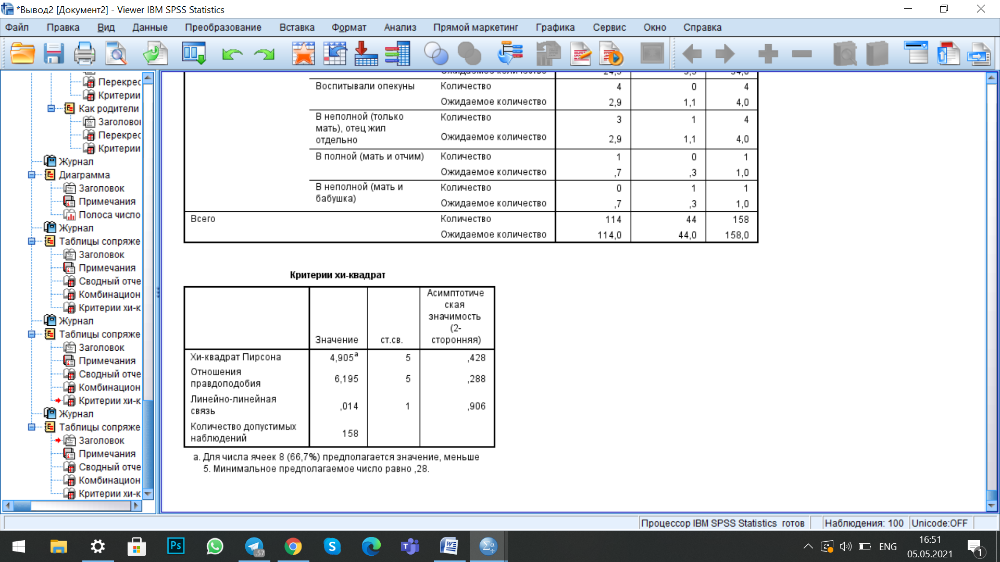 *Вывод2 [Документ2] - Viewer IBM SPSS Statistics
Файл Правка Вид Данные Преобразование Вставка Формат Анализ Прямой маркетинг Графика Сервис Окно Справка
Перекрес
Критерии
Как родители
Заголово
Перекрес
Критерии
Журнал
Диаграмма
Заголовок
Примечания
Полоса число
Журнал
Таблицы сопряже
Заголовок
Примечания
Сводный отче
Комбинацион
Критерии хи-к
Журнал
Таблицы сопряже
Заголовок
Примечания
Сводный отче
Комбинацион
Критерии хи-к
Журнал
Таблицы сопряже
Заголовок
Примечания
Сводный отче
Комбинацион
Критерии хи-к
Воспитывали опекуны Количество 4 0 4
Ожидаемое количество 2,9 1,1 4,0
В неполной (только мать), отец жил отдельно Количество 3 1 4
Ожидаемое количество 2,9 1,1 4,0
В полной (мать и отчим) Количество 1 0 1
Ожидаемое количество ,7 ,3 1,0
В неполной (мать и бабушка) Количество 0 1 1
Ожидаемое количество ,7 ,3 1,0
Всего Количество 114 44 158
Ожидаемое количество 114,0 44,0 158,0
Критерии хи-квадрат
Значение ст.св. Асимптотиче ская значимость (2- сторонняя)
Хи-квадрат Пирсона 4,905a 5 ,428
Отношения правдоподобия 6,195 5 ,288
Линейно-линейная связь ,014 1 ,906
Количество допустимых наблюдений 158
a. Для числа ячеек 8 (66,7%) предполагается значение, меньше
5. Минимальное предполагаемое число равно ,28.
Процессор IBM SPSS Statistics готов Наблюдения: 100 Unicode:OFF
Ps ..57 ENG 16:51
05.05.2021 1